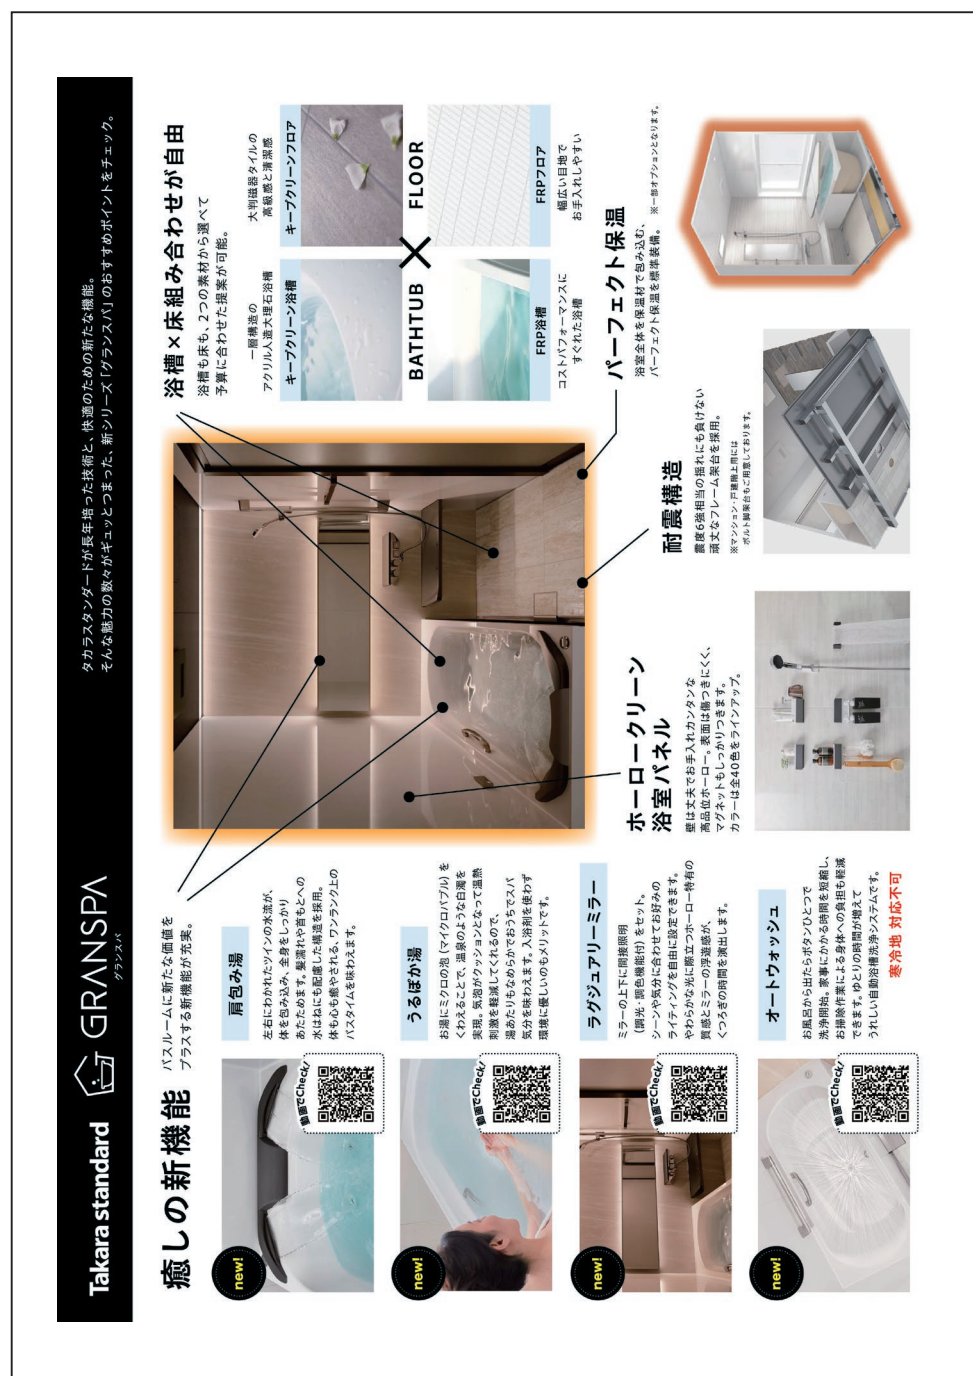 Takara standard
GRANSPA
グランスパ
タカラスタンダードが長年培った技術と、快適のための新たな機能。
そんな魅力の数々がギュッとつまった、新シリーズ「グランスパ」のおすすめポイントをチェック。
癒しの新機能
バスルームに新たな価値を
プラスする新機能が充実。
new!
動画でCheck!
肩包み湯
左右にわかれたツインの水流が、
体を包み込み、全身をしっかり
あたためます。髪濡れや首もとへの
水はねにも配慮した構造を採用。
体も心も癒やされる、ワンランク上の
バスタイムを味わえます。
new!
動画でCheck!
うるぽか湯
お湯にミクロの泡（マイクロバブル）を
くわえることで、温泉のような白濁を
実現。気泡がクッションとなって温熱
刺激を軽減してくれるので、
湯あたりもなめらかでおうちでスパ
気分を味わえます。入浴剤を使わず
環境に優しいのもメリットです。
new!
動画でCheck!
ラグジュアリーミラー
ミラーの上下に間接照明
（調光・調色機能付）をセット。
シーンや気分に合わせてお好みの
ライティングを自由に設定できます。
やわらかな光に際立つホーロー特有の
質感とミラーの浮遊感が、
くつろぎの時間を演出します。
new!
動画でCheck!
オートウォッシュ
お風呂から出たらボタンひとつで
洗浄開始。家事にかかる時間を短縮し、
お掃除作業による身体への負担も軽減
できます。ゆとりの時間が増えて
うれしい自動浴槽洗浄システムです。
寒冷地 対応不可
浴槽×床組み合わせが自由
浴槽も床も、2つの素材から選べて
予算に合わせた提案が可能。
一層構造の
アクリル人造大理石浴槽
キープクリーン浴槽
大判磁器タイルの
高級感と清潔感
キープクリーンフロア
BATHTUB × FLOOR
FRP浴槽
コストパフォーマンスに
すぐれた浴槽
FRPフロア
幅広い目地で
お手入れしやすい
ホーロークリーン
浴室パネル
壁は丈夫でお手入れカンタンな
高品位ホーロー。表面は傷つきにくく、
マグネットもしっかりつきます。
カラーは全40色をラインアップ。
耐震構造
震度6強相当の揺れにも負けない
頑丈なフレーム架台を採用。
※マンション・戸建階上用には
ボルト脚架台もご用意しております。
パーフェクト保温
浴室全体を保温材で包み込む、
パーフェクト保温を標準装備。
※一部オプションとなります。